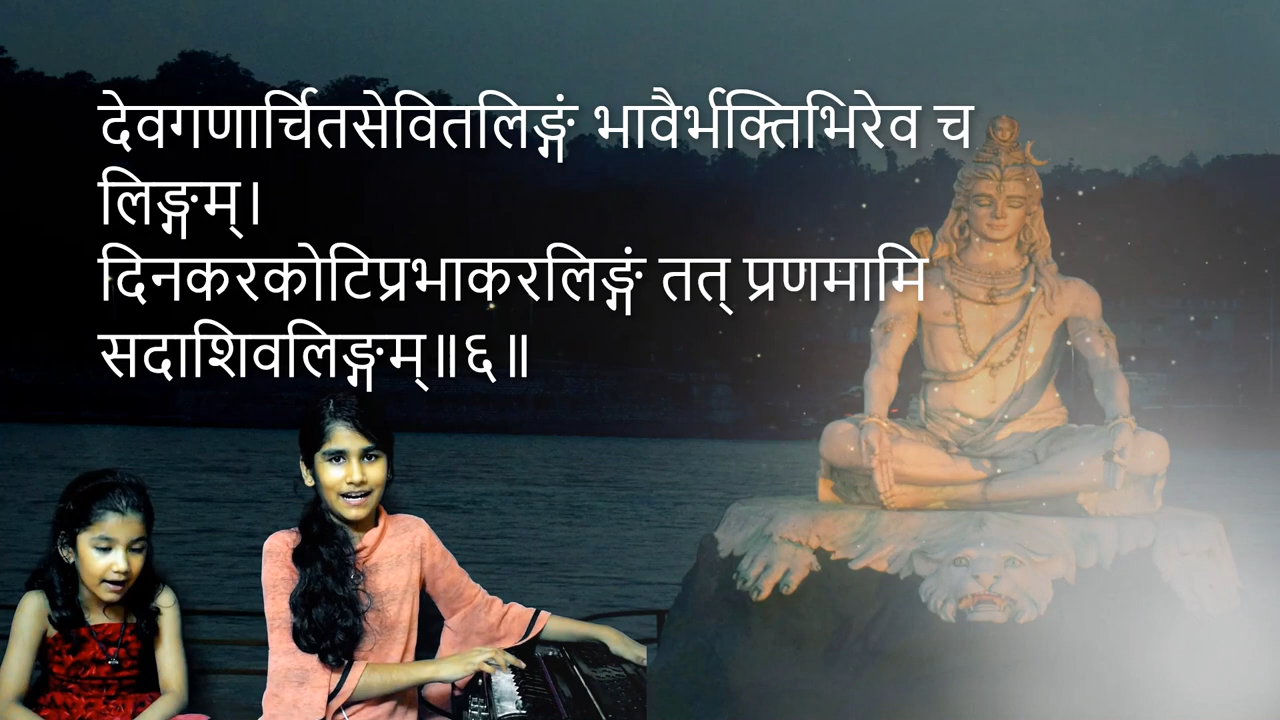 देवगणार्चितसेवितलिङ्गं भावैर्भक्तिभिरेव च
लिङ्गम्।
दिनकरकोटिप्रभाकरलिङ्गं तत् प्रणमामि
सदाशिवलिङ्गम्॥६॥